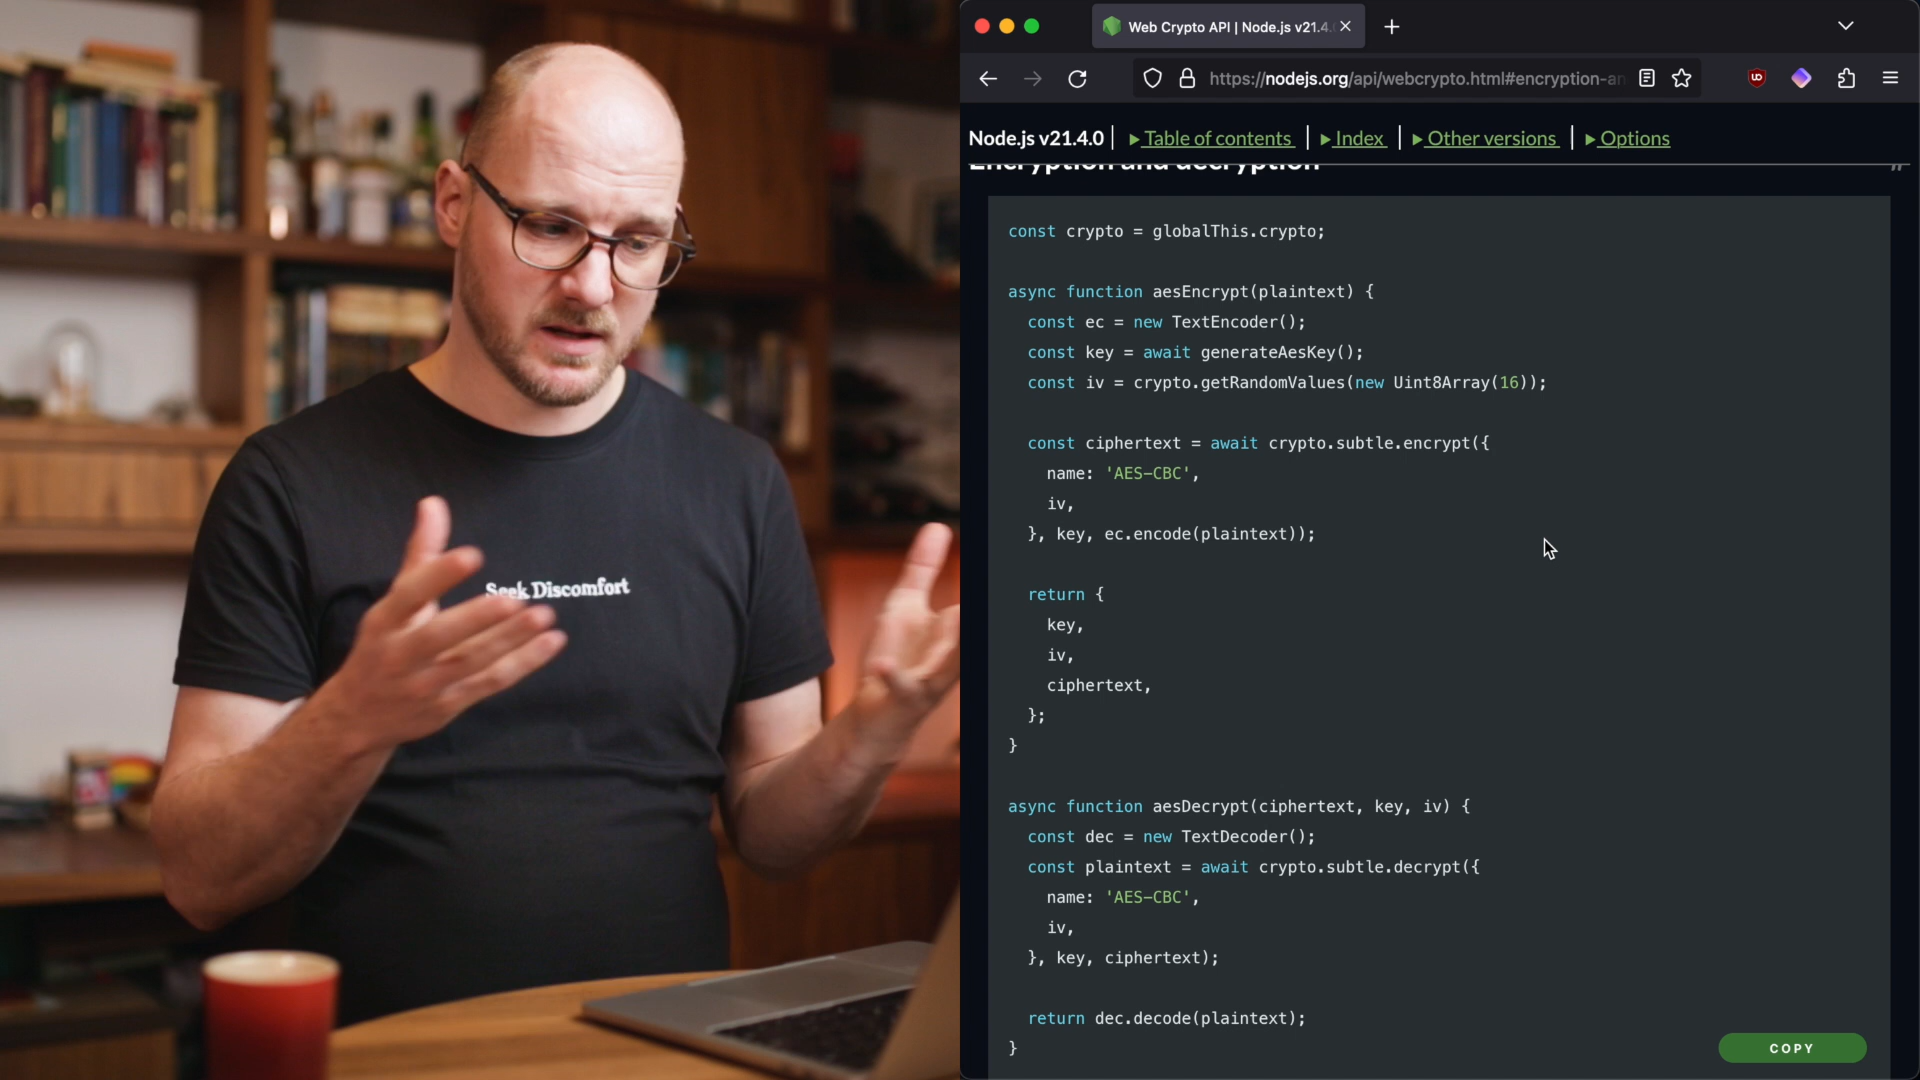 Seek Discomfort
Web Crypto API | Node.js v21.4.
https://nodejs.org/api/webcrypto.html#encryption-an
Node.js v21.4.0
Table of contents
Index
Other versions
Options
Encryption and decryption
#
const crypto = globalThis.crypto;
async function aesEncrypt(plaintext) {
const ec = new TextEncoder();
const key = await generateAesKey();
const iv = crypto.getRandomValues(new Uint8Array(16));
const ciphertext = await crypto.subtle.encrypt({
name: 'AES-CBC',
iv,
}, key, ec.encode(plaintext));
return {
key,
iv,
ciphertext,
};
}
async function aesDecrypt(ciphertext, key, iv) {
const dec = new TextDecoder();
const plaintext = await crypto.subtle.decrypt({
name: 'AES-CBC',
iv,
}, key, ciphertext);
return dec.decode(plaintext);
}
COPY